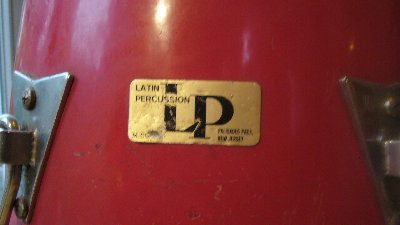 LATIN
PERCUSSION
LP
PALISADES PARK,
NEW JERSEY